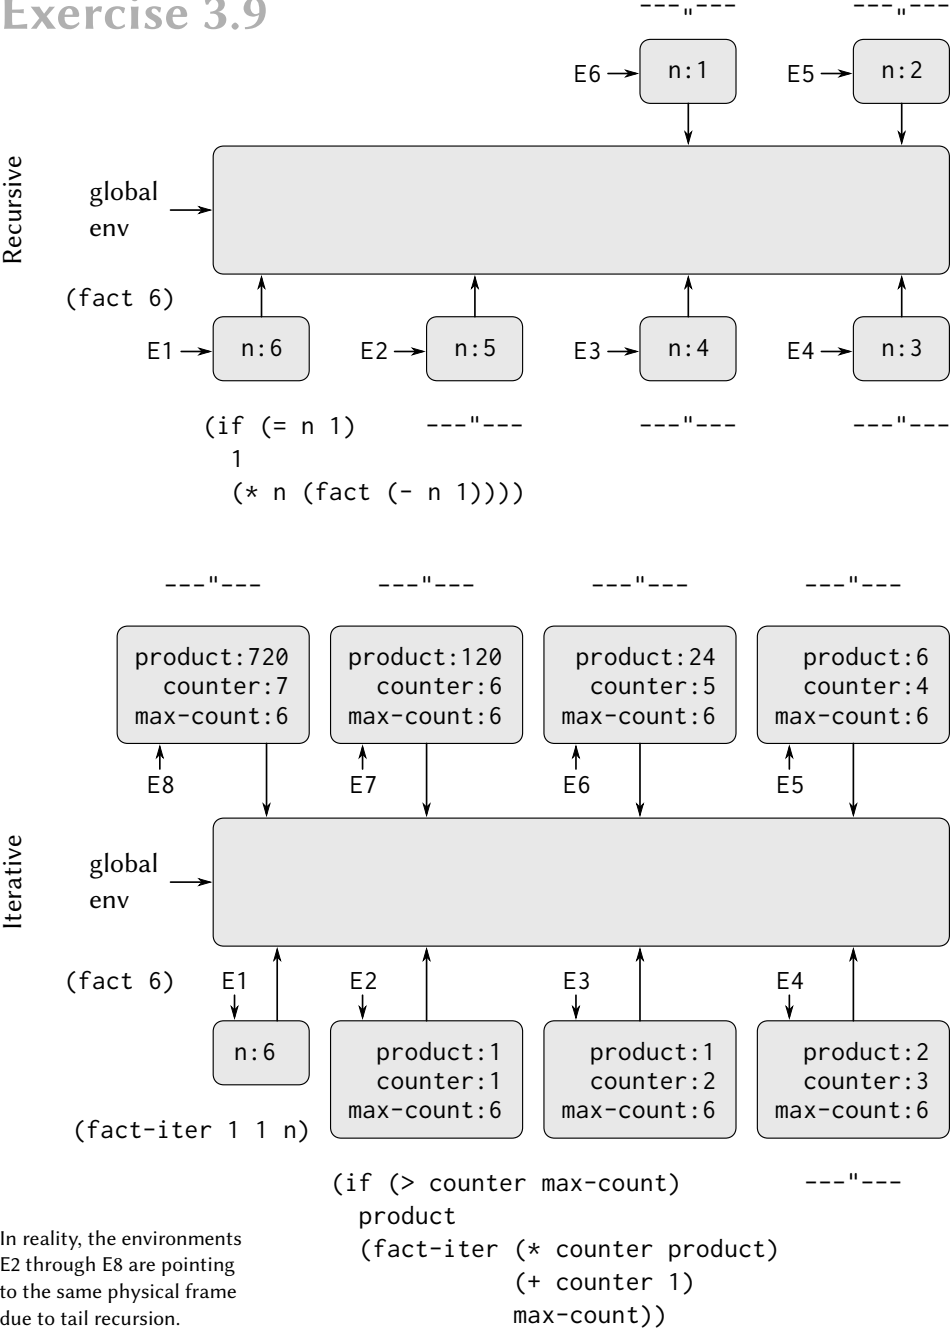 Exercise 3.9
---"--- ---"---
E6 n:1 E5 n:2
Recursive
global
env
(fact 6)
E1 n:6 E2 n:5 E3 n:4 E4 n:3
(if (= n 1) ---"--- ---"--- ---"---
1
(* n (fact (- n 1))))
---"--- ---"--- ---"--- ---"---
product:720 product:120 product:24 product:6
counter:7 counter:6 counter:5 counter:4
max-count:6 max-count:6 max-count:6 max-count:6
E8 E7 E6 E5
Iterative
global
env
(fact 6) E1 E2 E3 E4
n:6 product:1 product:1 product:2
counter:1 counter:2 counter:3
max-count:6 max-count:6 max-count:6
(fact-iter 1 1 n)
(if (> counter max-count) ---"---
product
(fact-iter (* counter product)
(+ counter 1)
max-count))
In reality, the environments
E2 through E8 are pointing
to the same physical frame
due to tail recursion.